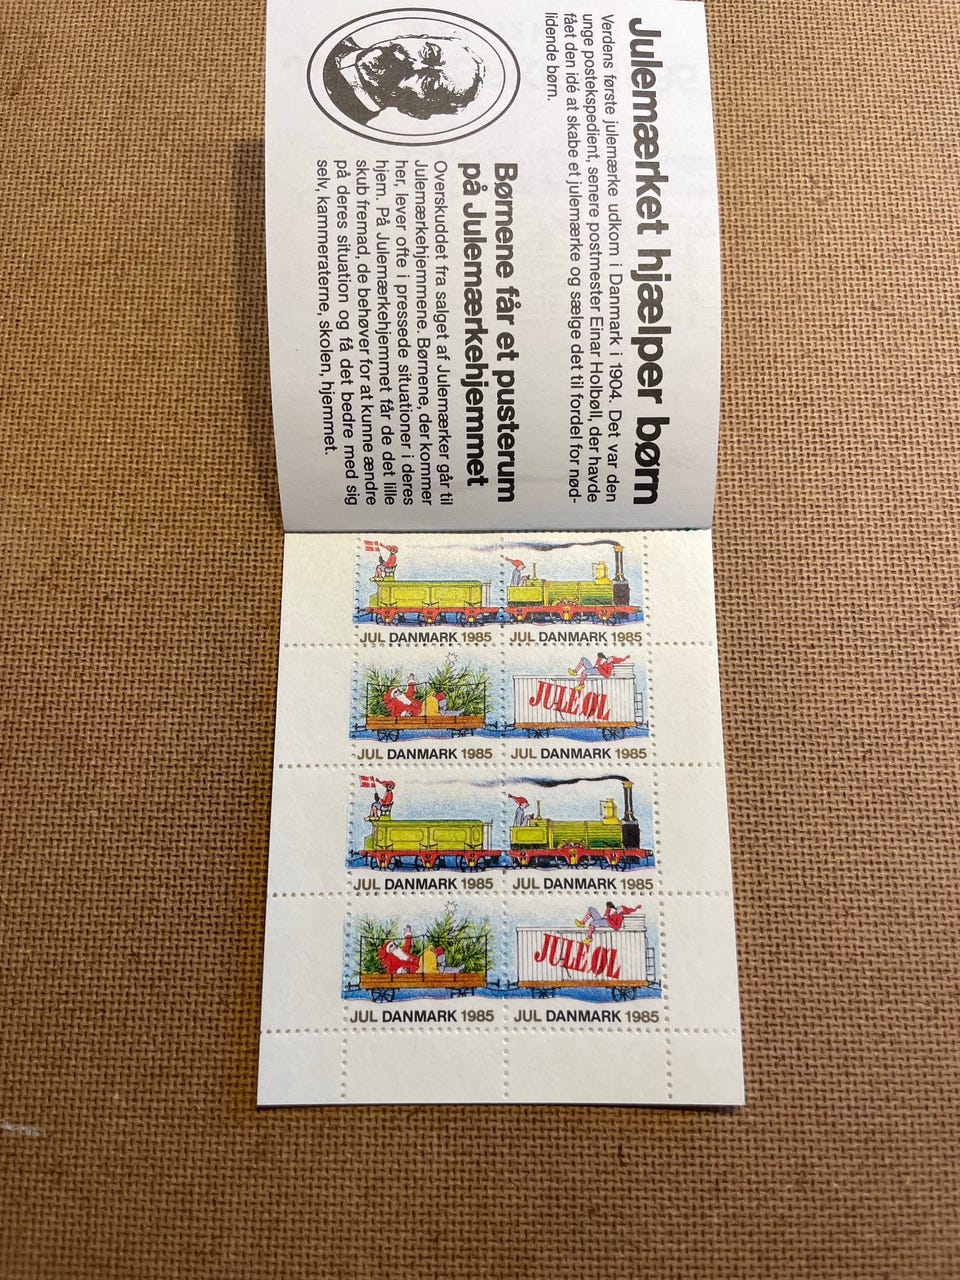 Julemærket hjælper børn
Verdens første julemærke udkom i Danmark i 1904. Det var den
unge postekspedient, senere postmester Einar Holbøll, der havde
fået den idé at skabe et julemærke og sælge det til fordel for nød-
lidende børn.
Børnene får et pusterum
på Julemærkehjemmet
Overskuddet fra salget af Julemærker går til
Julemærkehjemmene. Børnene, der kommer
her, lever ofte i pressede situationer i deres
hjem. På Julemærkehjemmet får de det lille
skub fremad, de behøver for at kunne ændre
på deres situation og få det bedre med sig
selv, kammeraterne, skolen, hjemmet.
JUL DANMARK 1985
JUL DANMARK 1985
JULEØL
JUL DANMARK 1985
JUL DANMARK 1985
JUL DANMARK 1985
JUL DANMARK 1985
JULEØL
JUL DANMARK 1985
JUL DANMARK 1985